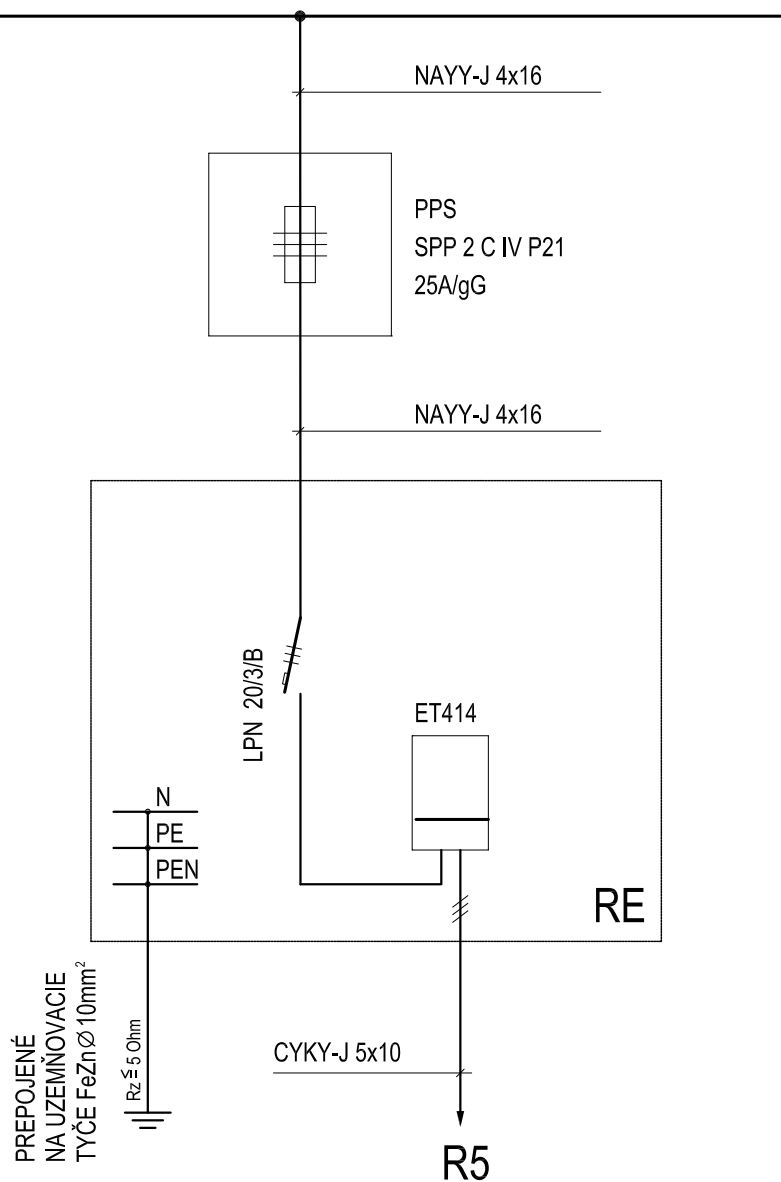 NAYY-J 4x16
PPS
SPP 2 C IV P21
25A/gG
NAYY-J 4x16
LPN 20/3/B
ET414
N
PE
PEN
RE
PREPOJENÉ
NA UZEMŇOVACIE
TYČE FeZn∅10mm²
Rz ≦ 5 Ohm
CYKY-J 5x10
R5